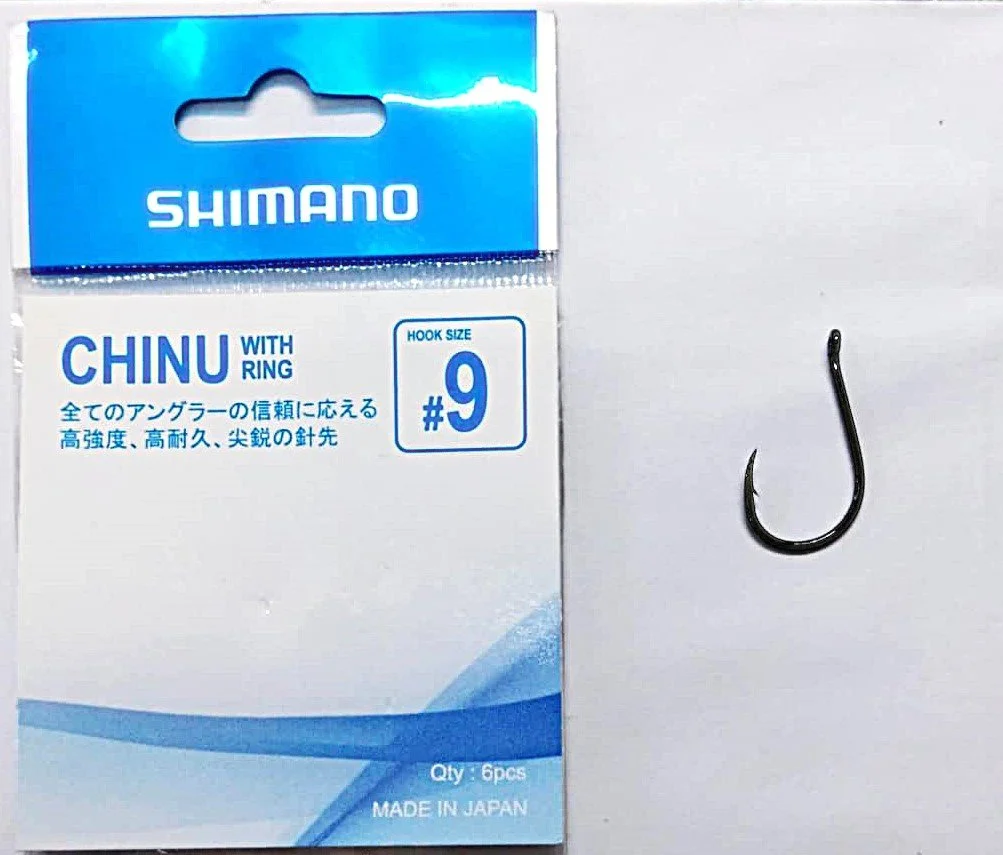 SHIMANO
CHINU WITH RING
HOOK SIZE
#9
全てのアングラーの信頼に応える
高強度、高耐久、尖鋭の針先
Qty : 6pcs
MADE IN JAPAN